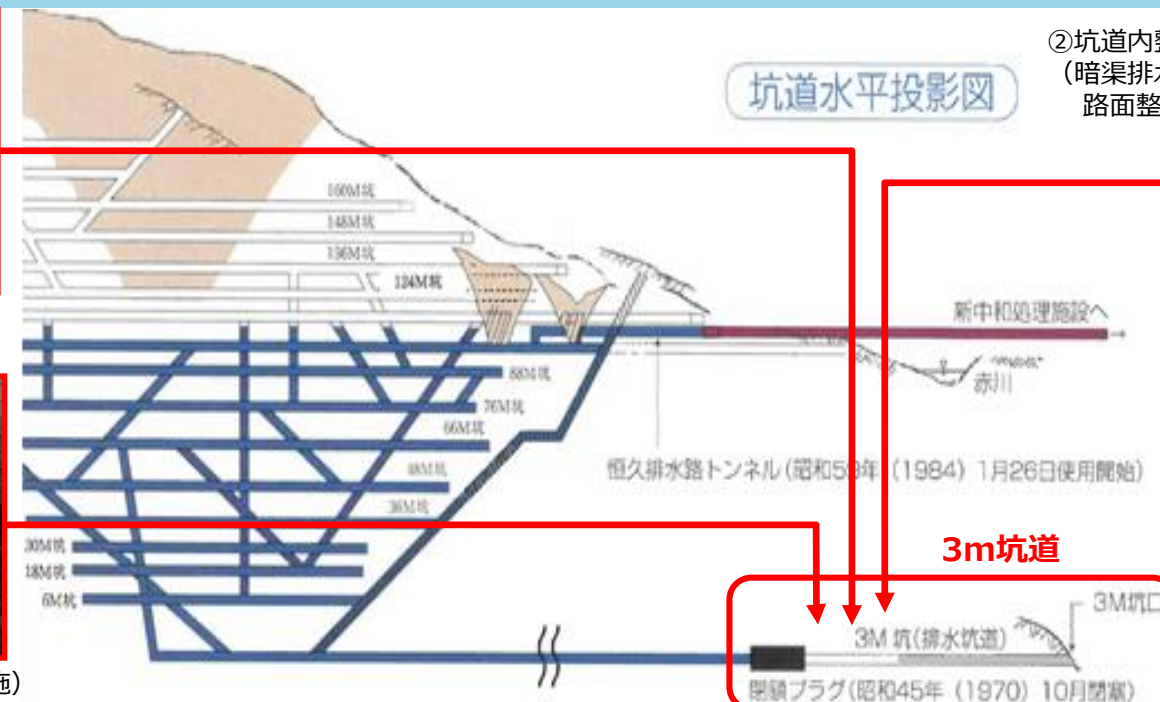 ②坑道内整
(暗渠排水
路面整
坑道水平投影図
160M坑
148M坑
136M坑
124M坑
新中和処理施設へ
赤川
88M坑
76M坑
66M坑
48M坑
36M坑
30M坑
18M坑
6M坑
恒久排水路トンネル(昭和59年(1984)1月26日使用開始)
3m坑道
3M坑口
3M 坑(排水坑道)
閉鎖プラグ(昭和45年(1970)10月閉塞)
施)